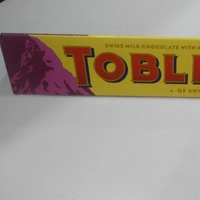 SWISS MILK CHOCOLATE WITH
TOBL
OF SWI